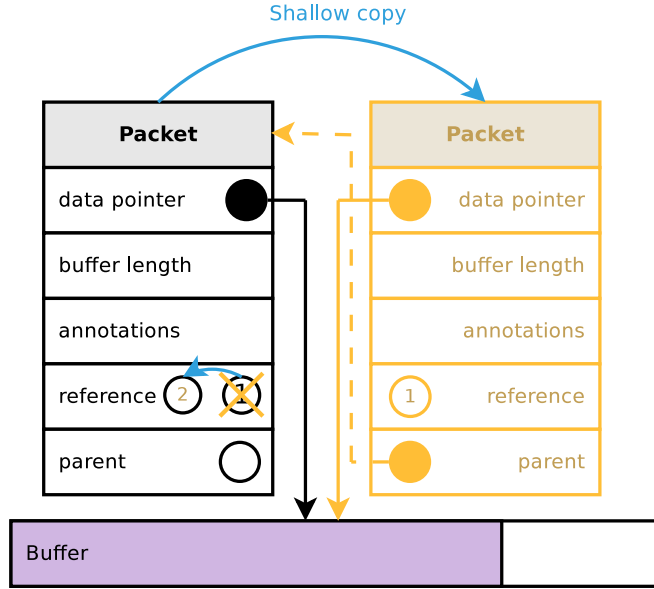 Shallow copy
Packet
data pointer
buffer length
annotations
reference 2 1
parent
Packet
data pointer
buffer length
annotations
1 reference
parent
Buffer